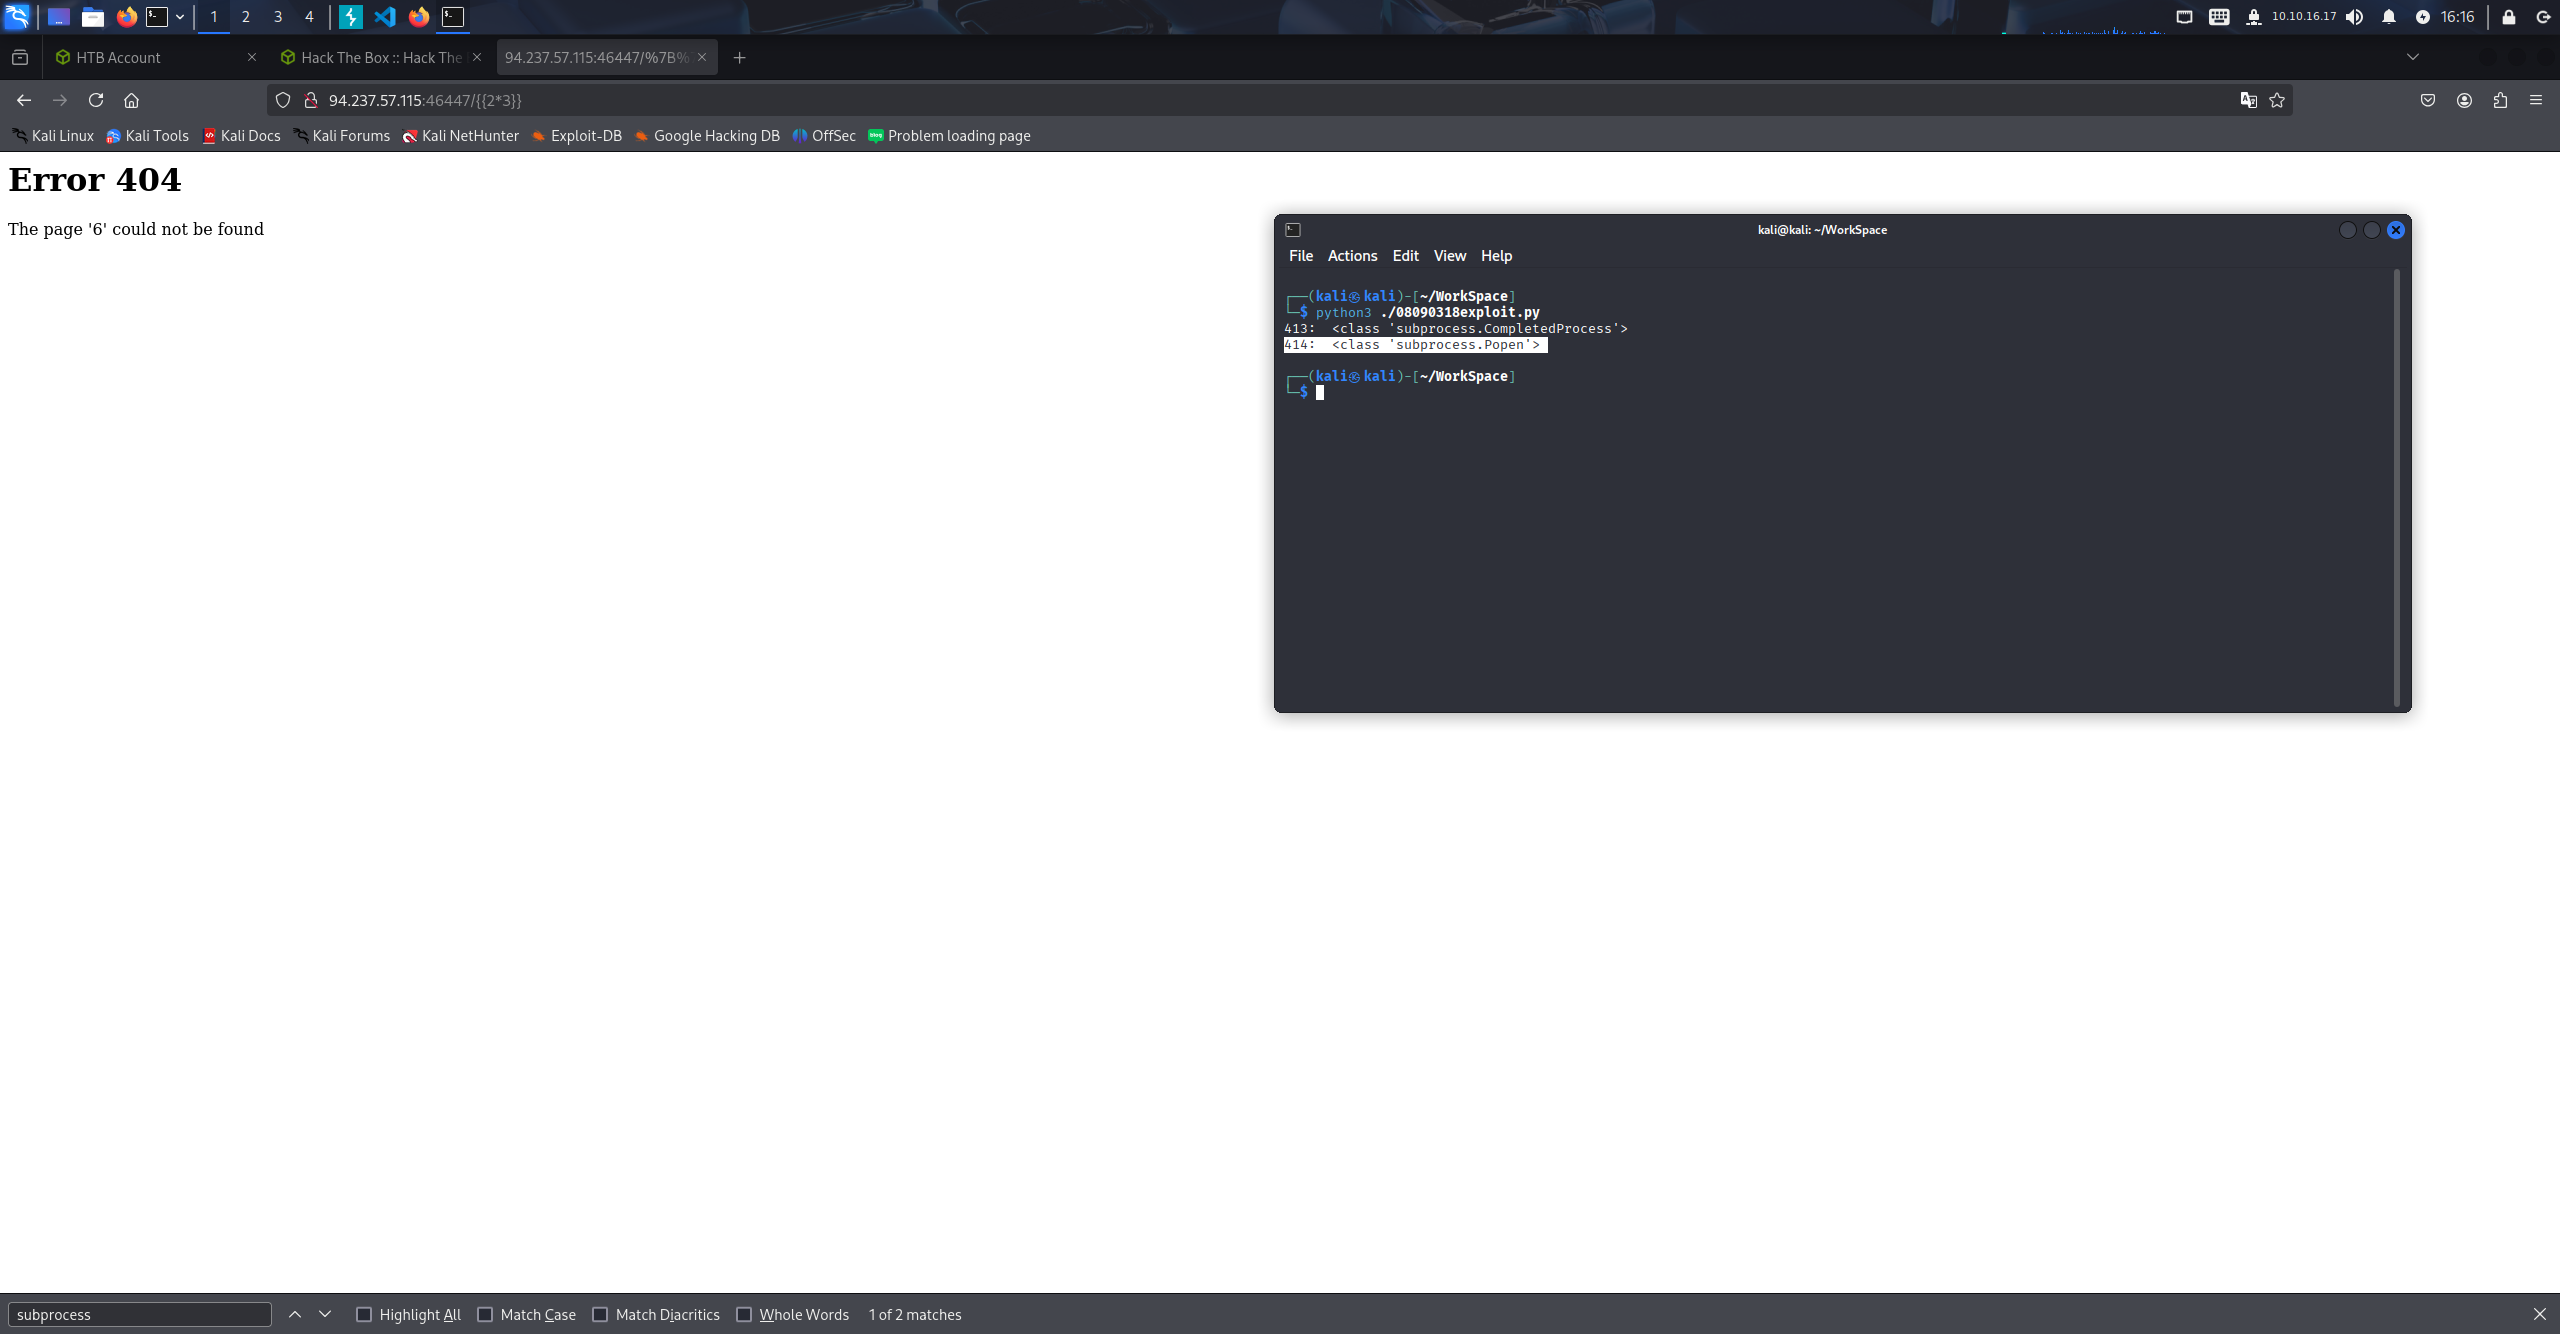 1 2 3 4 10.10.16.17 16:16
HTB Account Hack The Box :: Hack The 94.237.57.115:46447/%7B%
94.237.57.115:46447/{{2*3}}
Kali Linux Kali Tools Kali Docs Kali Forums Kali NetHunter Exploit-DB Google Hacking DB OffSec Problem loading page
Error 404
The page '6' could not be found
kali@kali: ~/WorkSpace
File Actions Edit View Help
┌──(kali㉿kali)-[~/WorkSpace]
└─$ python3 ./08090318exploit.py
413:  <class 'subprocess.CompletedProcess'>
414:  <class 'subprocess.Popen'>
┌──(kali㉿kali)-[~/WorkSpace]
└─$
subprocess Highlight All Match Case Match Diacritics Whole Words 1 of 2 matches